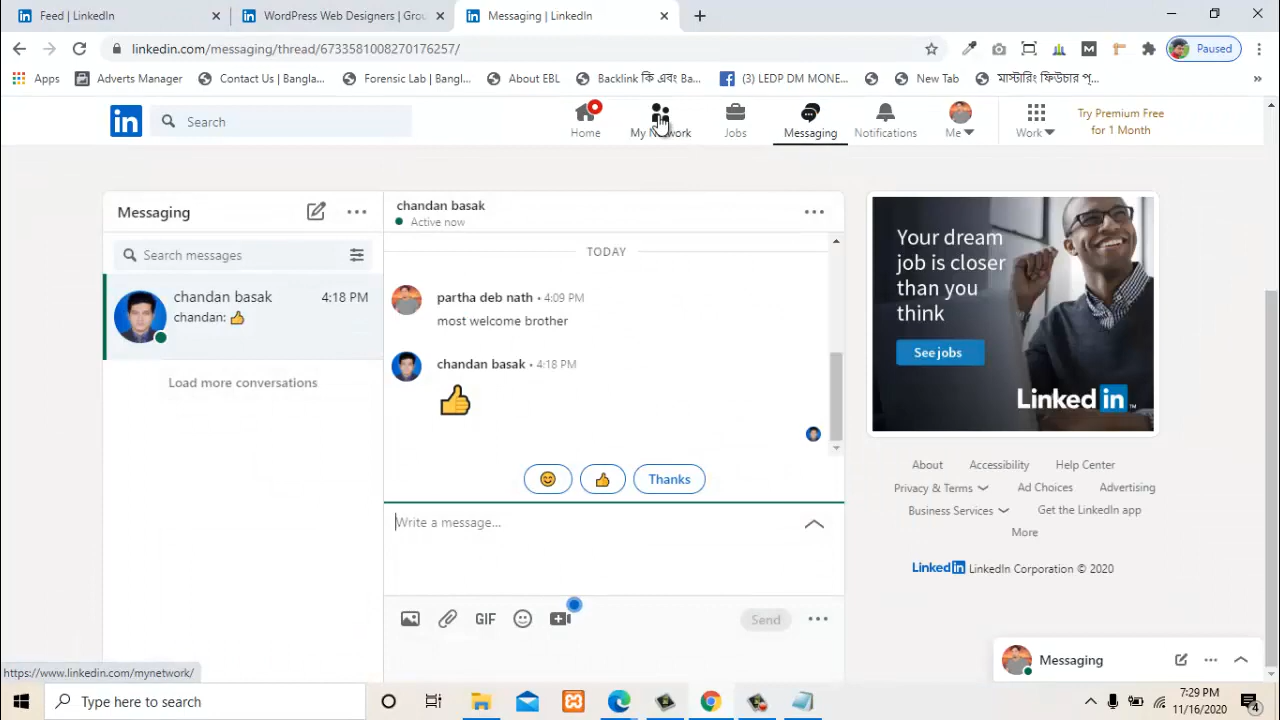 Feed | LinkedIn
WordPress Web Designers | Grou
Messaging | LinkedIn
linkedin.com/messaging/thread/6733581008270176257/
Paused
Apps
Adverts Manager
Contact Us | Bangla...
Forensic Lab | Bangl...
About EBL
Backlink কি এবং Ba...
(3) LEDP DM MONE...
New Tab
মাস্টারিং ফিউচার প্...
»
in
Search
Home
My Network
Jobs
Messaging
Notifications
Me
Work
Try Premium Free
for 1 Month
Messaging
Search messages
chandan basak 4:18 PM
chandan: 👍
Load more conversations
chandan basak
Active now
TODAY
partha deb nath • 4:09 PM
most welcome brother
chandan basak • 4:18 PM
👍
😊 👍 Thanks
Write a message...
GIF
Send
Your dream
job is closer
than you
think
See jobs
LinkedIn
About Accessibility Help Center
Privacy & Terms Ad Choices Advertising
Business Services Get the LinkedIn app
More
LinkedIn LinkedIn Corporation © 2020
Messaging
https://www.linkedin.com/mynetwork/
Type here to search
7:29 PM
11/16/2020
4